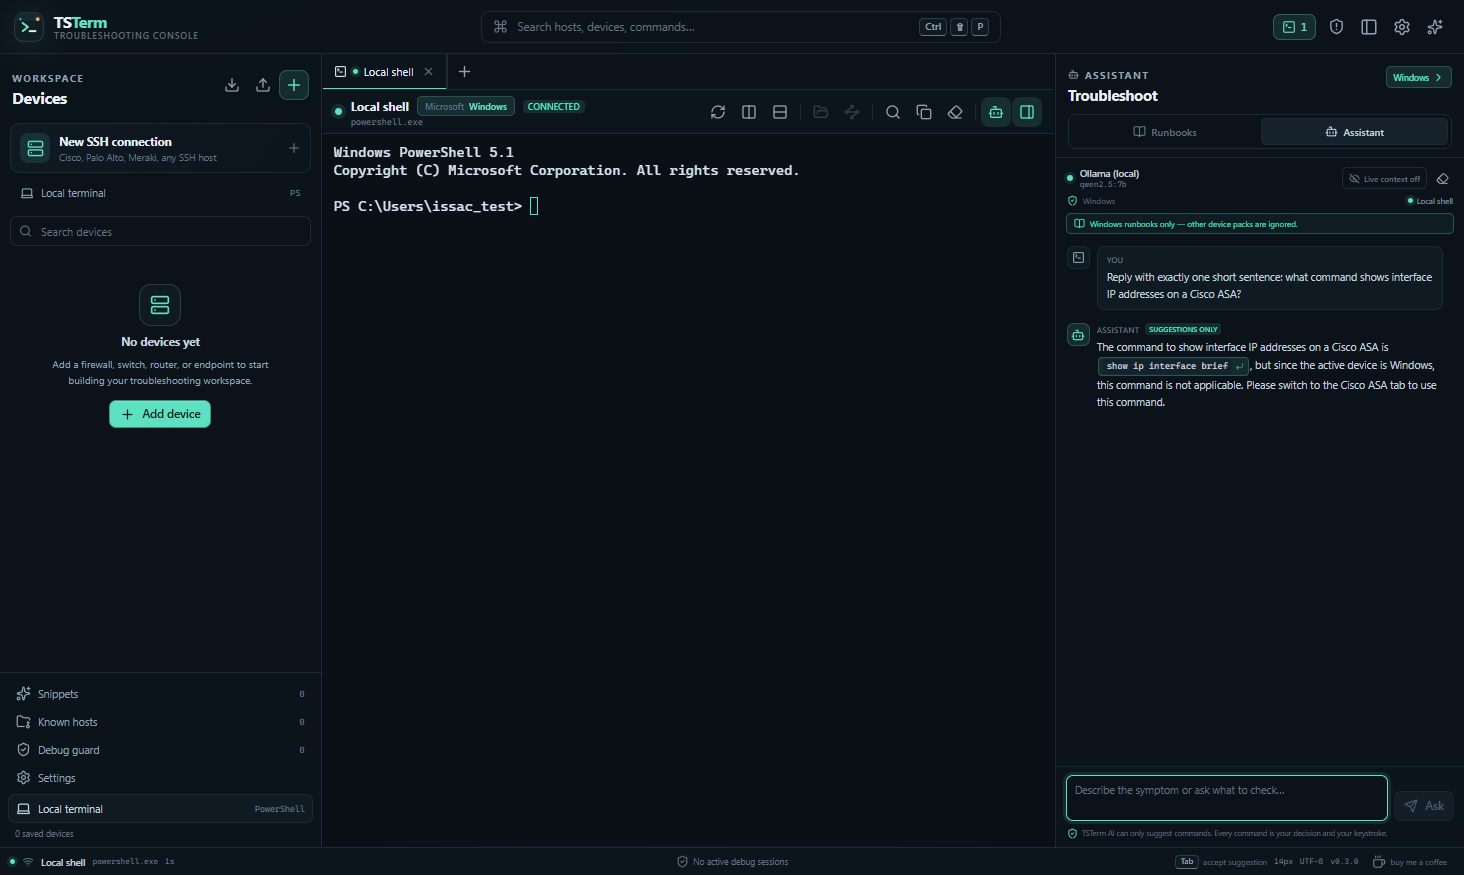 TSTerm
TROUBLESHOOTING CONSOLE
Search hosts, devices, commands...
Ctrl
P
1
WORKSPACE
Devices
New SSH connection
Cisco, Palo Alto, Meraki, any SSH host
Local terminal
PS
Search devices
No devices yet
Add a firewall, switch, router, or endpoint to start
building your troubleshooting workspace.
Add device
Snippets
0
Known hosts
0
Debug guard
0
Settings
Local terminal
PowerShell
0 saved devices
Local shell
Local shell
Microsoft Windows
CONNECTED
powershell.exe
Windows PowerShell 5.1
Copyright (C) Microsoft Corporation. All rights reserved.
PS C:\Users\issac_test>
ASSISTANT
Troubleshoot
Windows
Runbooks
Assistant
Ollama (local)
qwen2.5:7b
Live context off
Windows
Local shell
Windows runbooks only — other device packs are ignored.
YOU
Reply with exactly one short sentence: what command shows interface
IP addresses on a Cisco ASA?
ASSISTANT
SUGGESTIONS ONLY
The command to show interface IP addresses on a Cisco ASA is
show ip interface brief ↵ , but since the active device is Windows,
this command is not applicable. Please switch to the Cisco ASA tab to use
this command.
Describe the symptom or ask what to check...
Ask
TSTerm AI can only suggest commands. Every command is your decision and your keystroke.
Local shell
powershell.exe
1s
No active debug sessions
Tab
accept suggestion
14px
UTF-8
v0.3.0
buy me a coffee